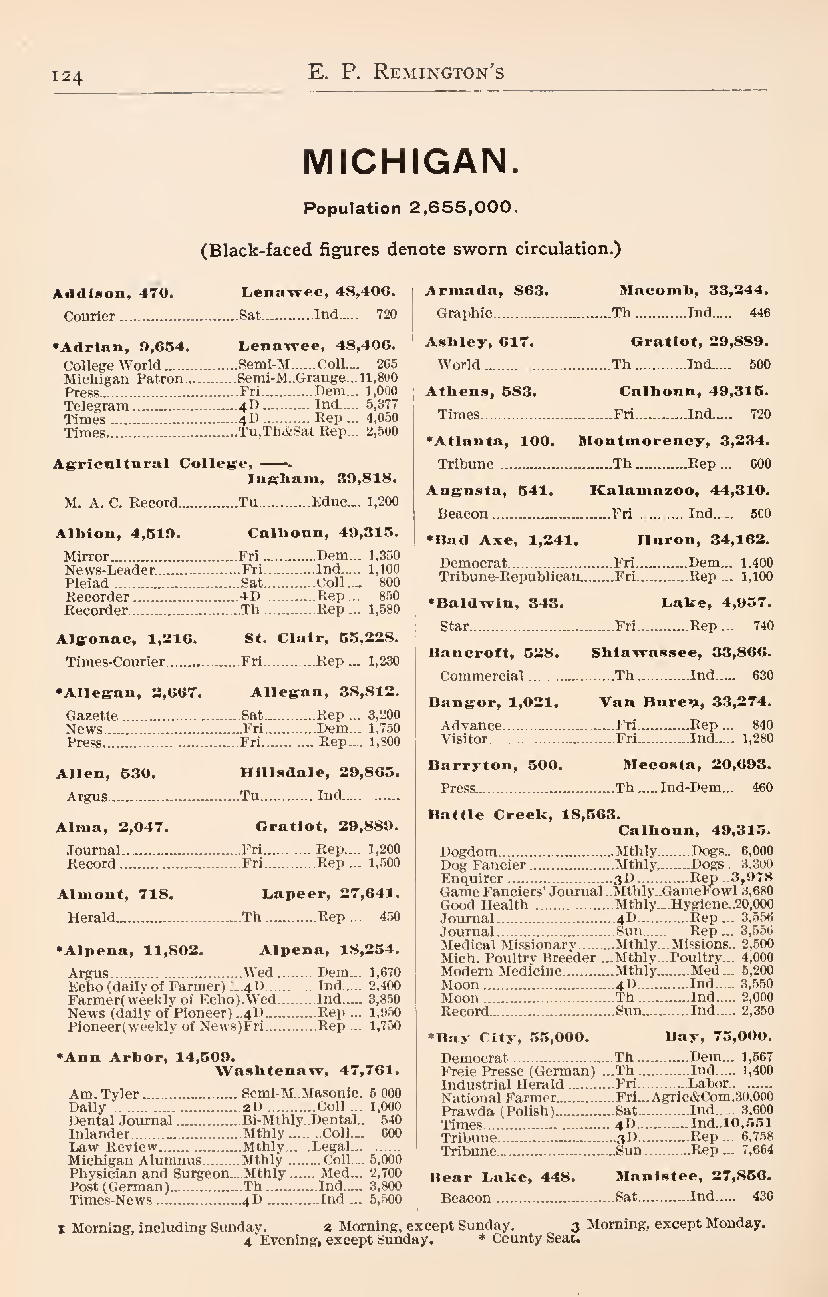 124
E. P. REMINGTON'S
MICHIGAN.
Population 2,655,000.
(Black-faced figures denote sworn circulation.)
Addison, 470. Lenawee, 48,406.
Courier Sat. Ind. 720
*Adrian, 9,654. Lenawee, 48,406.
College World Semi-M. Coll. 265
Michigan Patron Semi-M. Grange 11,800
Press Fri. Dem. 1,000
Telegram 4D Ind. 5,377
Times 4D Rep. 4,050
Times Tu, Th & Sat Rep. 2,500
Agricultural College, ——.
Ingham, 39,818.
M. A. C. Record Tu Educ. 1,200
Albion, 4,519. Calhoun, 49,315.
Mirror Fri Dem. 1,350
News-Leader Fri. Ind. 1,100
Pleiad Sat. Coll. 800
Recorder 4D Rep. 850
Recorder Th Rep. 1,580
Algonac, 1,216. St. Clair, 55,228.
Times-Courier Fri. Rep. 1,230
*Allegan, 2,667. Allegan, 38,812.
Gazette Sat. Rep. 3,200
News Fri. Dem. 1,750
Press Fri. Rep. 1,800
Allen, 530. Hillsdale, 29,865.
Argus Tu. Ind.
Alma, 2,047. Gratiot, 29,889.
Journal Fri. Rep. 1,200
Record Fri. Rep. 1,500
Almont, 718. Lapeer, 27,641.
Herald Th Rep. 450
*Alpena, 11,802. Alpena, 18,254.
Argus Wed Dem. 1,670
Echo (daily of Farmer) 4D Ind. 2,400
Farmer (weekly of Echo) Wed Ind. 3,850
News (daily of Pioneer) 4D Rep. 1,950
Pioneer (weekly of News) Fri. Rep. 1,750
*Ann Arbor, 14,509.
Washtenaw, 47,761.
Am. Tyler Semi-M. Masonic. 5 000
Daily 2D Coll 1,000
Dental Journal Bi-Mthly Dental 540
Inlander Mthly Coll. 600
Law Review Mthly Legal
Michigan Alumnus Mthly Coll. 5,000
Physician and Surgeon Mthly Med. 2,700
Post (German) Th Ind. 3,800
Times-News 4D Ind 5,500
Armada, 863. Macomb, 33,244.
Graphic Th Ind. 446
Ashley, 617. Gratiot, 29,889.
World Th Ind. 500
Athens, 583. Calhoun, 49,315.
Times Fri. Ind. 720
*Atlanta, 100. Montmorency, 3,234.
Tribune Th Rep. 600
Augusta, 541. Kalamazoo, 44,310.
Beacon Fri Ind. 500
*Bad Axe, 1,241. Huron, 34,162.
Democrat Fri. Dem. 1,400
Tribune-Republican Fri. Rep. 1,100
*Baldwin, 343. Lake, 4,957.
Star Fri. Rep. 740
Bancroft, 528. Shiawassee, 33,866.
Commercial Th Ind. 630
Bangor, 1,021. Van Buren, 33,274.
Advance Fri. Rep. 840
Visitor Fri. Ind. 1,280
Barryton, 500. Mecosta, 20,693.
Press Th Ind-Dem. 460
Battle Creek, 18,563.
Calhoun, 49,315.
Dogdom Mthly Dogs. 6,000
Dog Fancier Mthly Dogs. 3,300
Enquirer 3D Rep. 3,978
Game Fanciers' Journal Mthly Game Fowl 3,680
Good Health Mthly Hygiene 20,000
Journal 4D Rep. 3,556
Journal Sun. Rep. 3,556
Medical Missionary Mthly Missions. 2,500
Mich. Poultry Breeder Mthly Poultry 4,000
Modern Medicine Mthly Med 5,200
Moon 4D Ind. 3,550
Moon Th Ind. 2,000
Record Sun. Ind. 2,350
*Bay City, 55,000. Bay, 75,000.
Democrat Th Dem. 1,567
Freie Presse (German) Th Ind. 1,400
Industrial Herald Fri. Labor.
National Farmer Fri. Agric&Com. 30,000
Prawda (Polish) Sat Ind. 3,600
Times 4D Ind. 10,551
Tribune 3D Rep. 6,758
Tribune Sun Rep. 7,664
Bear Lake, 448. Manistee, 27,856.
Beacon Sat. Ind. 436
1 Morning, including Sunday. 2 Morning, except Sunday. 3 Morning, except Monday.
4 Evening, except Sunday. * County Seat.